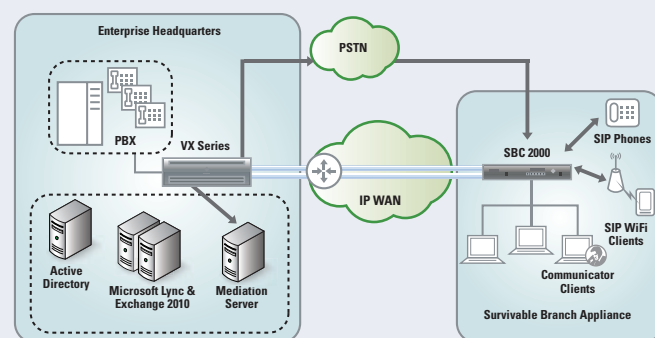 Enterprise Headquarters
PSTN
PBX
VX Series
IP WAN
SBC 2000
SIP Phones
SIP WiFi
Clients
Active
Directory
Microsoft Lync &
Exchange 2010
Mediation
Server
Communicator
Clients
Survivable Branch Appliance